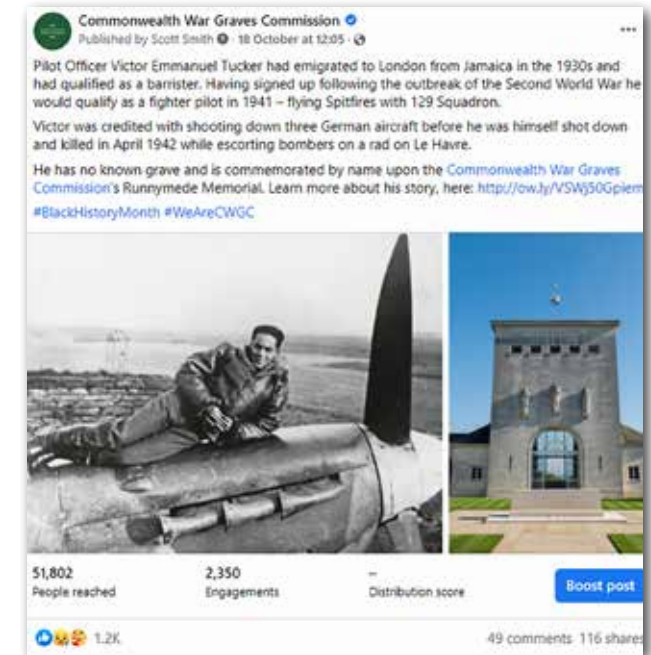 Commonwealth War Graves Commission
Published by Scott Smith · 18 October at 12:05 ·
Pilot Officer Victor Emmanuel Tucker had emigrated to London from Jamaica in the 1930s and
had qualified as a barrister. Having signed up following the outbreak of the Second World War he
would qualify as a fighter pilot in 1941 – flying Spitfires with 129 Squadron.
Victor was credited with shooting down three German aircraft before he was himself shot down
and killed in April 1942 while escorting bombers on a rad on Le Havre.
He has no known grave and is commemorated by name upon the Commonwealth War Graves
Commission's Runnymede Memorial. Learn more about his story, here:
#BlackHistoryMonth #WeAreCWGC
51,802
People reached
2,350
Engagements
–
Distribution score
Boost post
1.2K
49 comments 116 shares